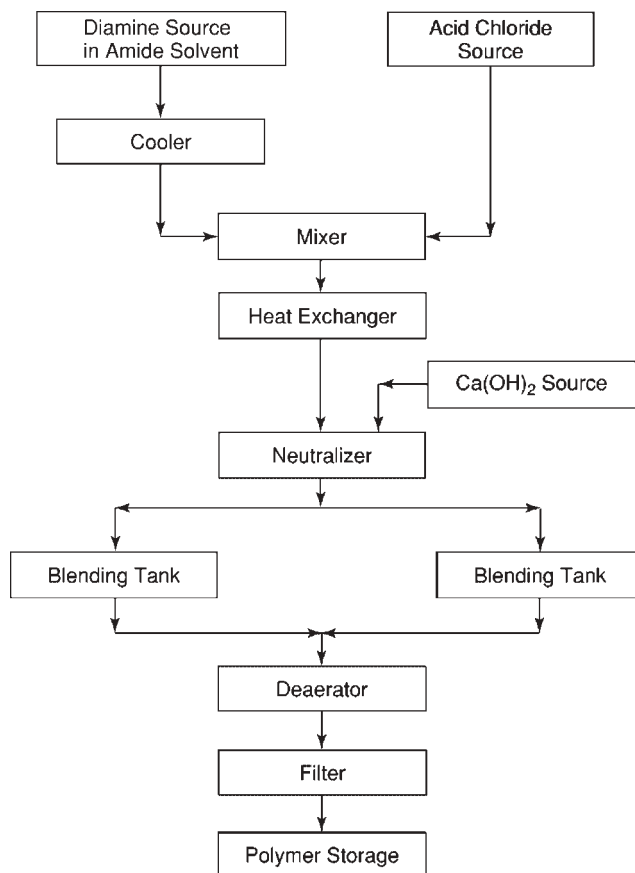 Diamine Source
in Amide Solvent
Acid Chloride
Source
Cooler
Mixer
Heat Exchanger
Ca(OH)₂ Source
Neutralizer
Blending Tank
Blending Tank
Deaerator
Filter
Polymer Storage